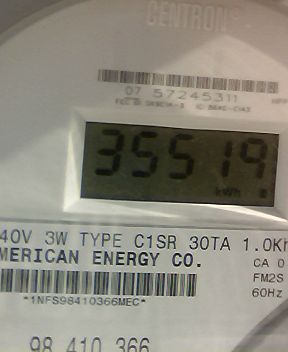 CENTRON
07 57245311
35519
kWh
40V 3W TYPE C1SR 30TA 1.0Kh
MERICAN ENERGY CO.
CA 0
FM2S
60Hz
*1NFS98410366MEC*
98 410 366